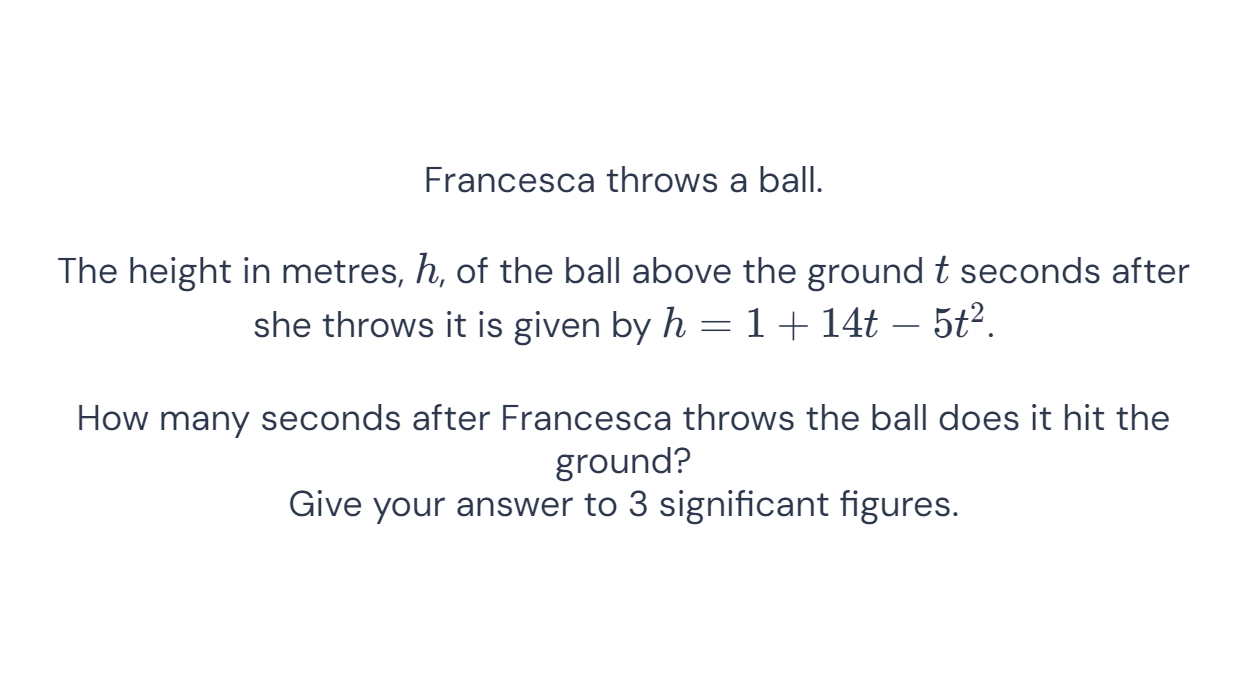 Francesca throws a ball.
The height in metres, h, of the ball above the ground t seconds after
she throws it is given by h = 1 + 14t − 5t².
How many seconds after Francesca throws the ball does it hit the
ground?
Give your answer to 3 significant figures.